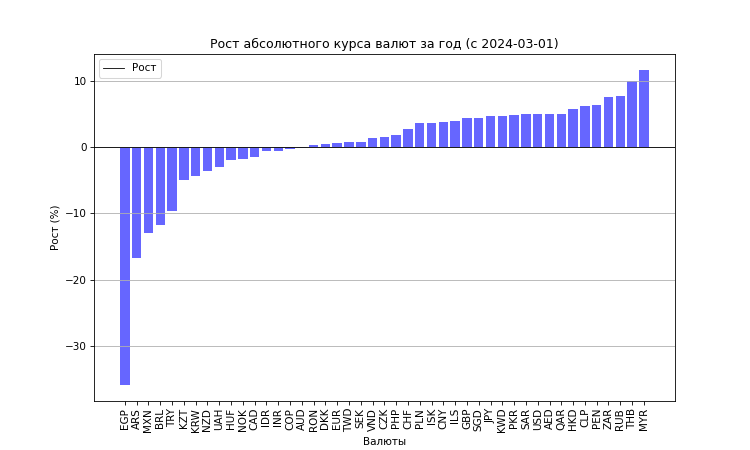 Рост абсолютного курса валют за год (с 2024-03-01)
Рост
10
0
−10
−20
−30
Рост (%)
EGP
ARS
MXN
BRL
TRY
KZT
KRW
NZD
UAH
HUF
NOK
CAD
IDR
INR
COP
AUD
RON
DKK
EUR
TWD
SEK
VND
CZK
PHP
CHF
PLN
ISK
CNY
ILS
GBP
SGD
JPY
KWD
PKR
SAR
USD
AED
QAR
HKD
CLP
PEN
ZAR
RUB
THB
MYR
Валюты